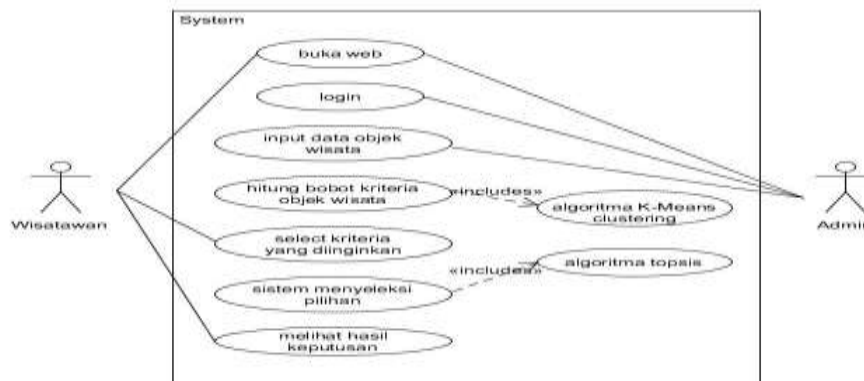 System
buka web
login
input data objek
wisata
hitung bobot kriteria
objek wisata
«includes»
algoritma K-Means
clustering
Wisatawan
Admin
select kriteria
yang diinginkan
«includes»
algoritma topsis
sistem menyeleksi
pilihan
melihat hasil
keputusan